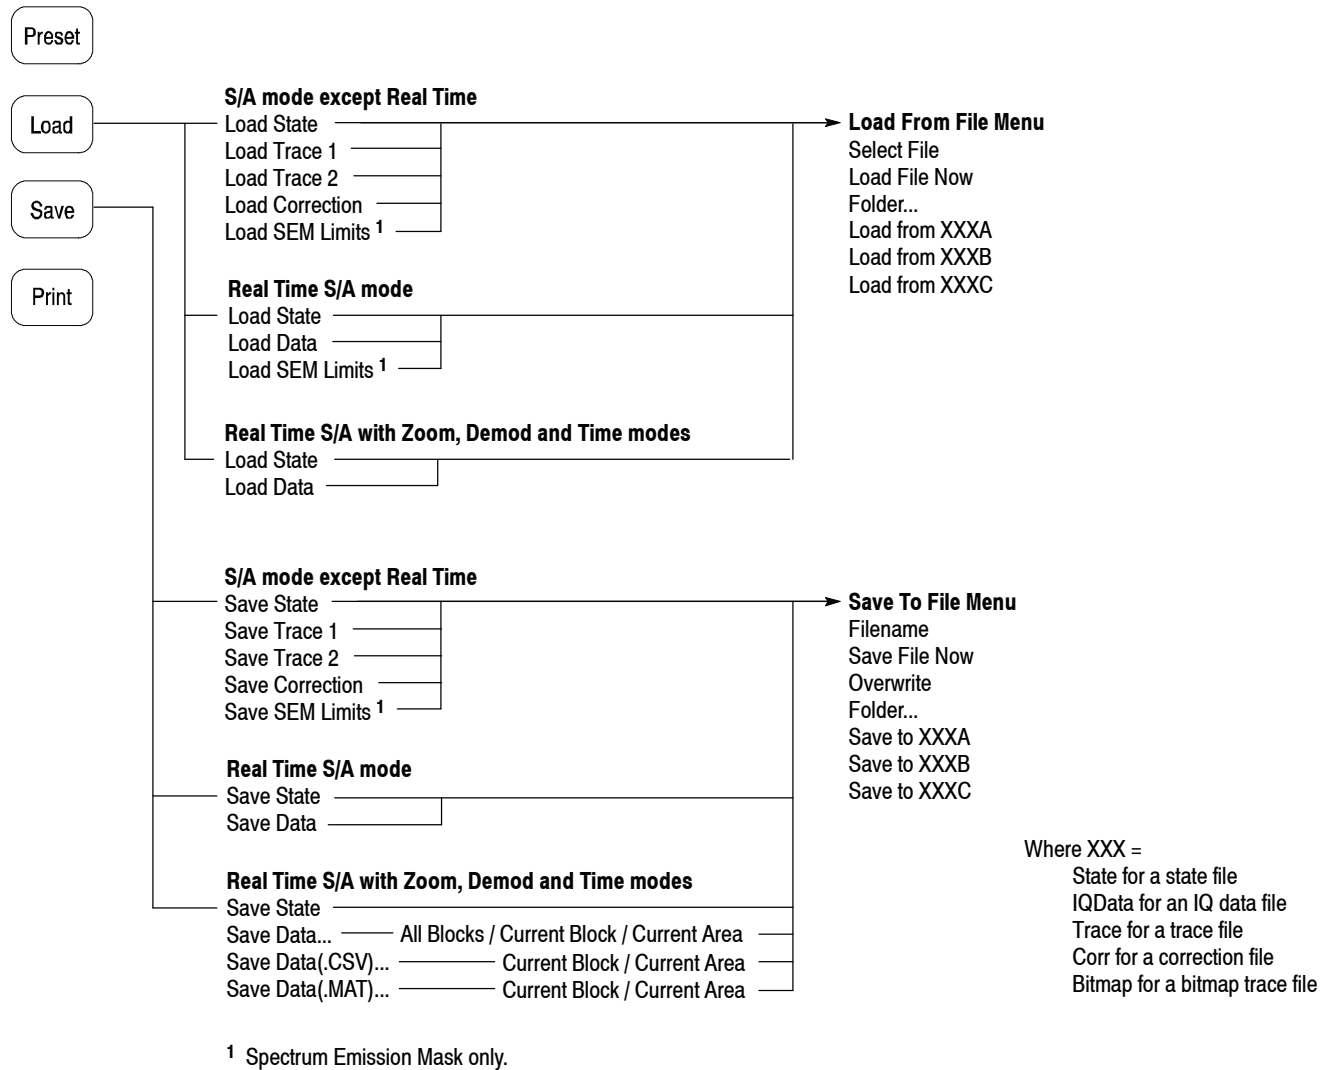 Preset
Load
Save
Print
S/A mode except Real Time
Load State
Load Trace 1
Load Trace 2
Load Correction
Load SEM Limits 1
Real Time S/A mode
Load State
Load Data
Load SEM Limits 1
Real Time S/A with Zoom, Demod and Time modes
Load State
Load Data
Load From File Menu
Select File
Load File Now
Folder...
Load from XXXA
Load from XXXB
Load from XXXC
S/A mode except Real Time
Save State
Save Trace 1
Save Trace 2
Save Correction
Save SEM Limits 1
Real Time S/A mode
Save State
Save Data
Real Time S/A with Zoom, Demod and Time modes
Save State
Save Data... All Blocks / Current Block / Current Area
Save Data(.CSV)... Current Block / Current Area
Save Data(.MAT)... Current Block / Current Area
Save To File Menu
Filename
Save File Now
Overwrite
Folder...
Save to XXXA
Save to XXXB
Save to XXXC
Where XXX =
State for a state file
IQData for an IQ data file
Trace for a trace file
Corr for a correction file
Bitmap for a bitmap trace file
1 Spectrum Emission Mask only.